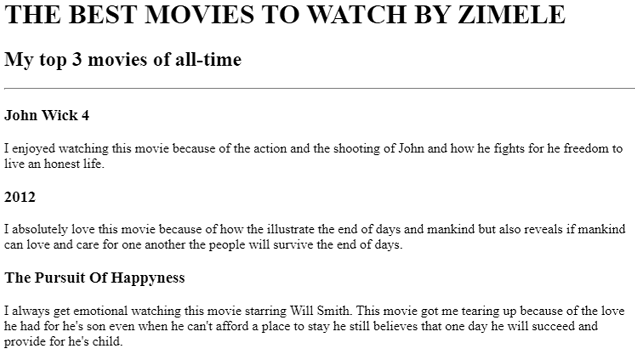 THE BEST MOVIES TO WATCH BY ZIMELE
My top 3 movies of all-time
John Wick 4
I enjoyed watching this movie because of the action and the shooting of John and how he fights for he freedom to
live an honest life.
2012
I absolutely love this movie because of how the illustrate the end of days and mankind but also reveals if mankind
can love and care for one another the people will survive the end of days.
The Pursuit Of Happyness
I always get emotional watching this movie starring Will Smith. This movie got me tearing up because of the love
he had for he's son even when he can't afford a place to stay he still believes that one day he will succeed and
provide for he's child.